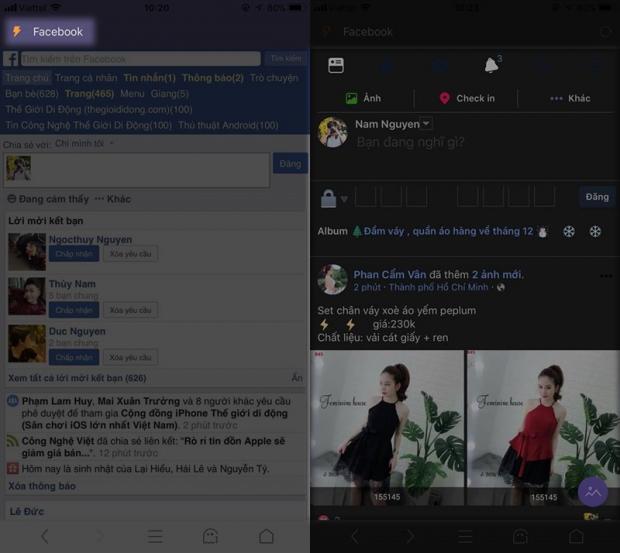 Viettel 10:20 80%
Facebook
Tìm kiếm trên Facebook Tìm kiếm
Trang chủ Trang cá nhân Tin nhắn(1) Thông báo(2) Trò chuyện
Bạn bè(628) Trang(465) Menu Giang(5)
Thế Giới Di Động (thegioididong.com)(100)
Tin Công Nghệ Thế Giới Di Động(100) Thủ thuật Android(100)
Chia sẻ với: Chỉ mình tôi
Đăng
Đang cảm thấy ••• Khác
Lời mời kết bạn
Ngocthuy Nguyen
Chấp nhận Xóa yêu cầu
Thúy Nam
8 bạn chung
Chấp nhận Xóa yêu cầu
Duc Nguyen
2 bạn chung
Chấp nhận Xóa yêu cầu
Xem tất cả lời mời kết bạn (626) Ẩn
Phạm Lam Huy, Mai Xuân Trường và 8 người khác yêu cầu
phê duyệt để tham gia Cộng đồng iPhone Thế giới di động
(Sân chơi iOS lớn nhất Việt Nam). 2 phút trước
Công Nghệ Việt đã chia sẻ liên kết: "Rò rỉ tin đồn Apple sẽ
giảm giá bán...". 12 phút trước
Hôm nay là sinh nhật của Lại Hiếu, Hải Lê và Nguyễn Tý.
Xóa thông báo
Lê Đức
Viettel 10:23 80%
Facebook
3
Ảnh Check in ••• Khác
Nam Nguyen
Bạn đang nghĩ gì?
Đăng
Album Đầm váy , quần áo hàng về tháng 12
Phan Cẩm Vân đã thêm 2 ảnh mới.
2 phút · Thành phố Hồ Chí Minh ·
Set chân váy xoè áo yếm peplum
giá:230k
Chất liệu: vải cát giấy + ren
845
Feminine house
155145
845
Feminine house
155145
2